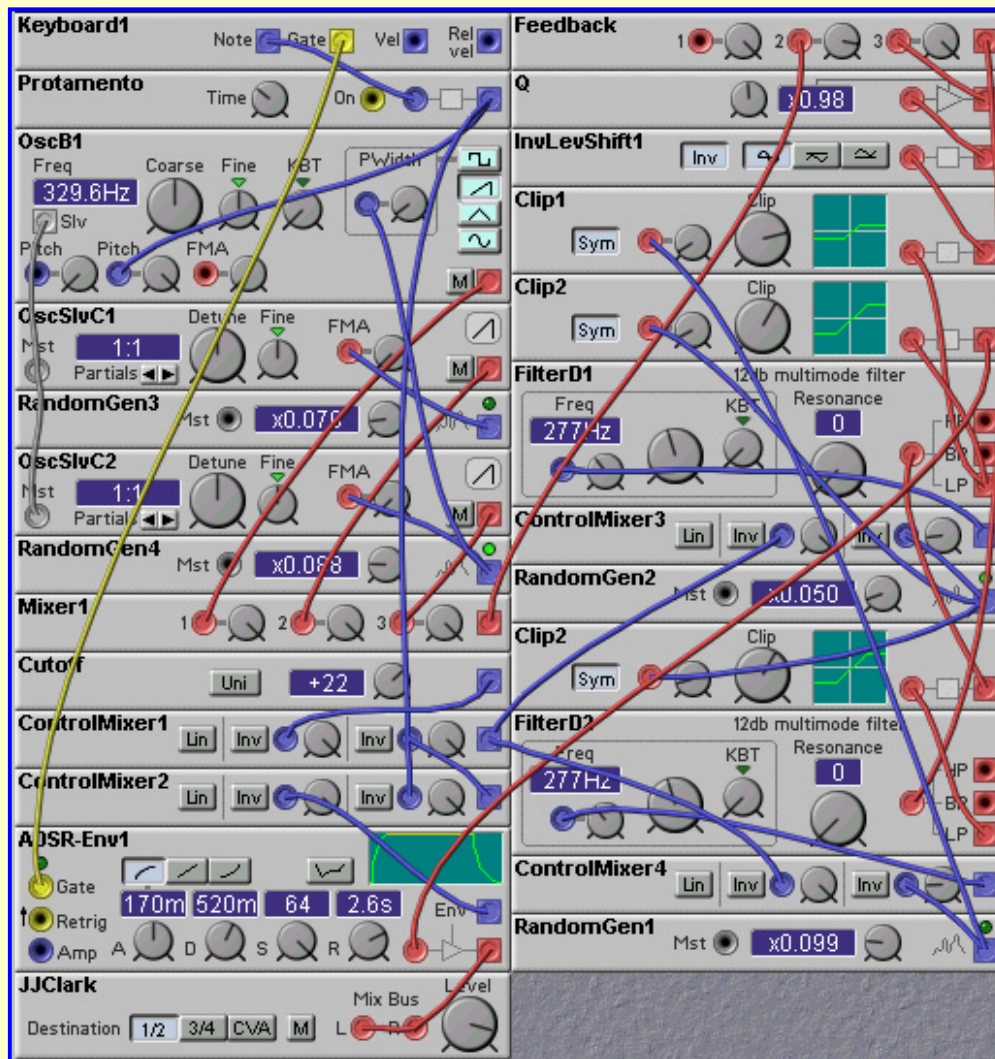 Keyboard1
Note Gate Vel Rel vel
Protamento
Time On
OscB1
Freq Coarse Fine KBT PWidth
329.6Hz
Slv
Pitch Pitch FMA
M
OscSlvC1
Detune Fine FMA
Mst 1:1
Partials M
RandomGen3
Mst x0.076
OscSlvC2
Detune Fine FMA
Mst 1:1
Partials M
RandomGen4
Mst x0.088
Mixer1
1 2 3
Cutoff
Uni +22
ControlMixer1
Lin Inv Inv
ControlMixer2
Lin Inv Inv
ADSR-Env1
Gate
170m 520m 64 2.6s Env
Retrig
Amp A D S R
JJClark
Level
Mix Bus
Destination 1/2 3/4 CVA M L R
Feedback
1 2 3
Q
x0.98
InvLevShift1
Inv
Clip1
Clip
Sym
Clip2
Clip
Sym
FilterD1 12db multimode filter
Freq KBT Resonance
277Hz 0
HP
BP
LP
ControlMixer3
Lin Inv Inv
RandomGen2
Mst x0.050
Clip2
Clip
Sym
FilterD2 12db multimode filter
Freq KBT Resonance
277Hz 0
HP
BP
LP
ControlMixer4
Lin Inv Inv
RandomGen1
Mst x0.099